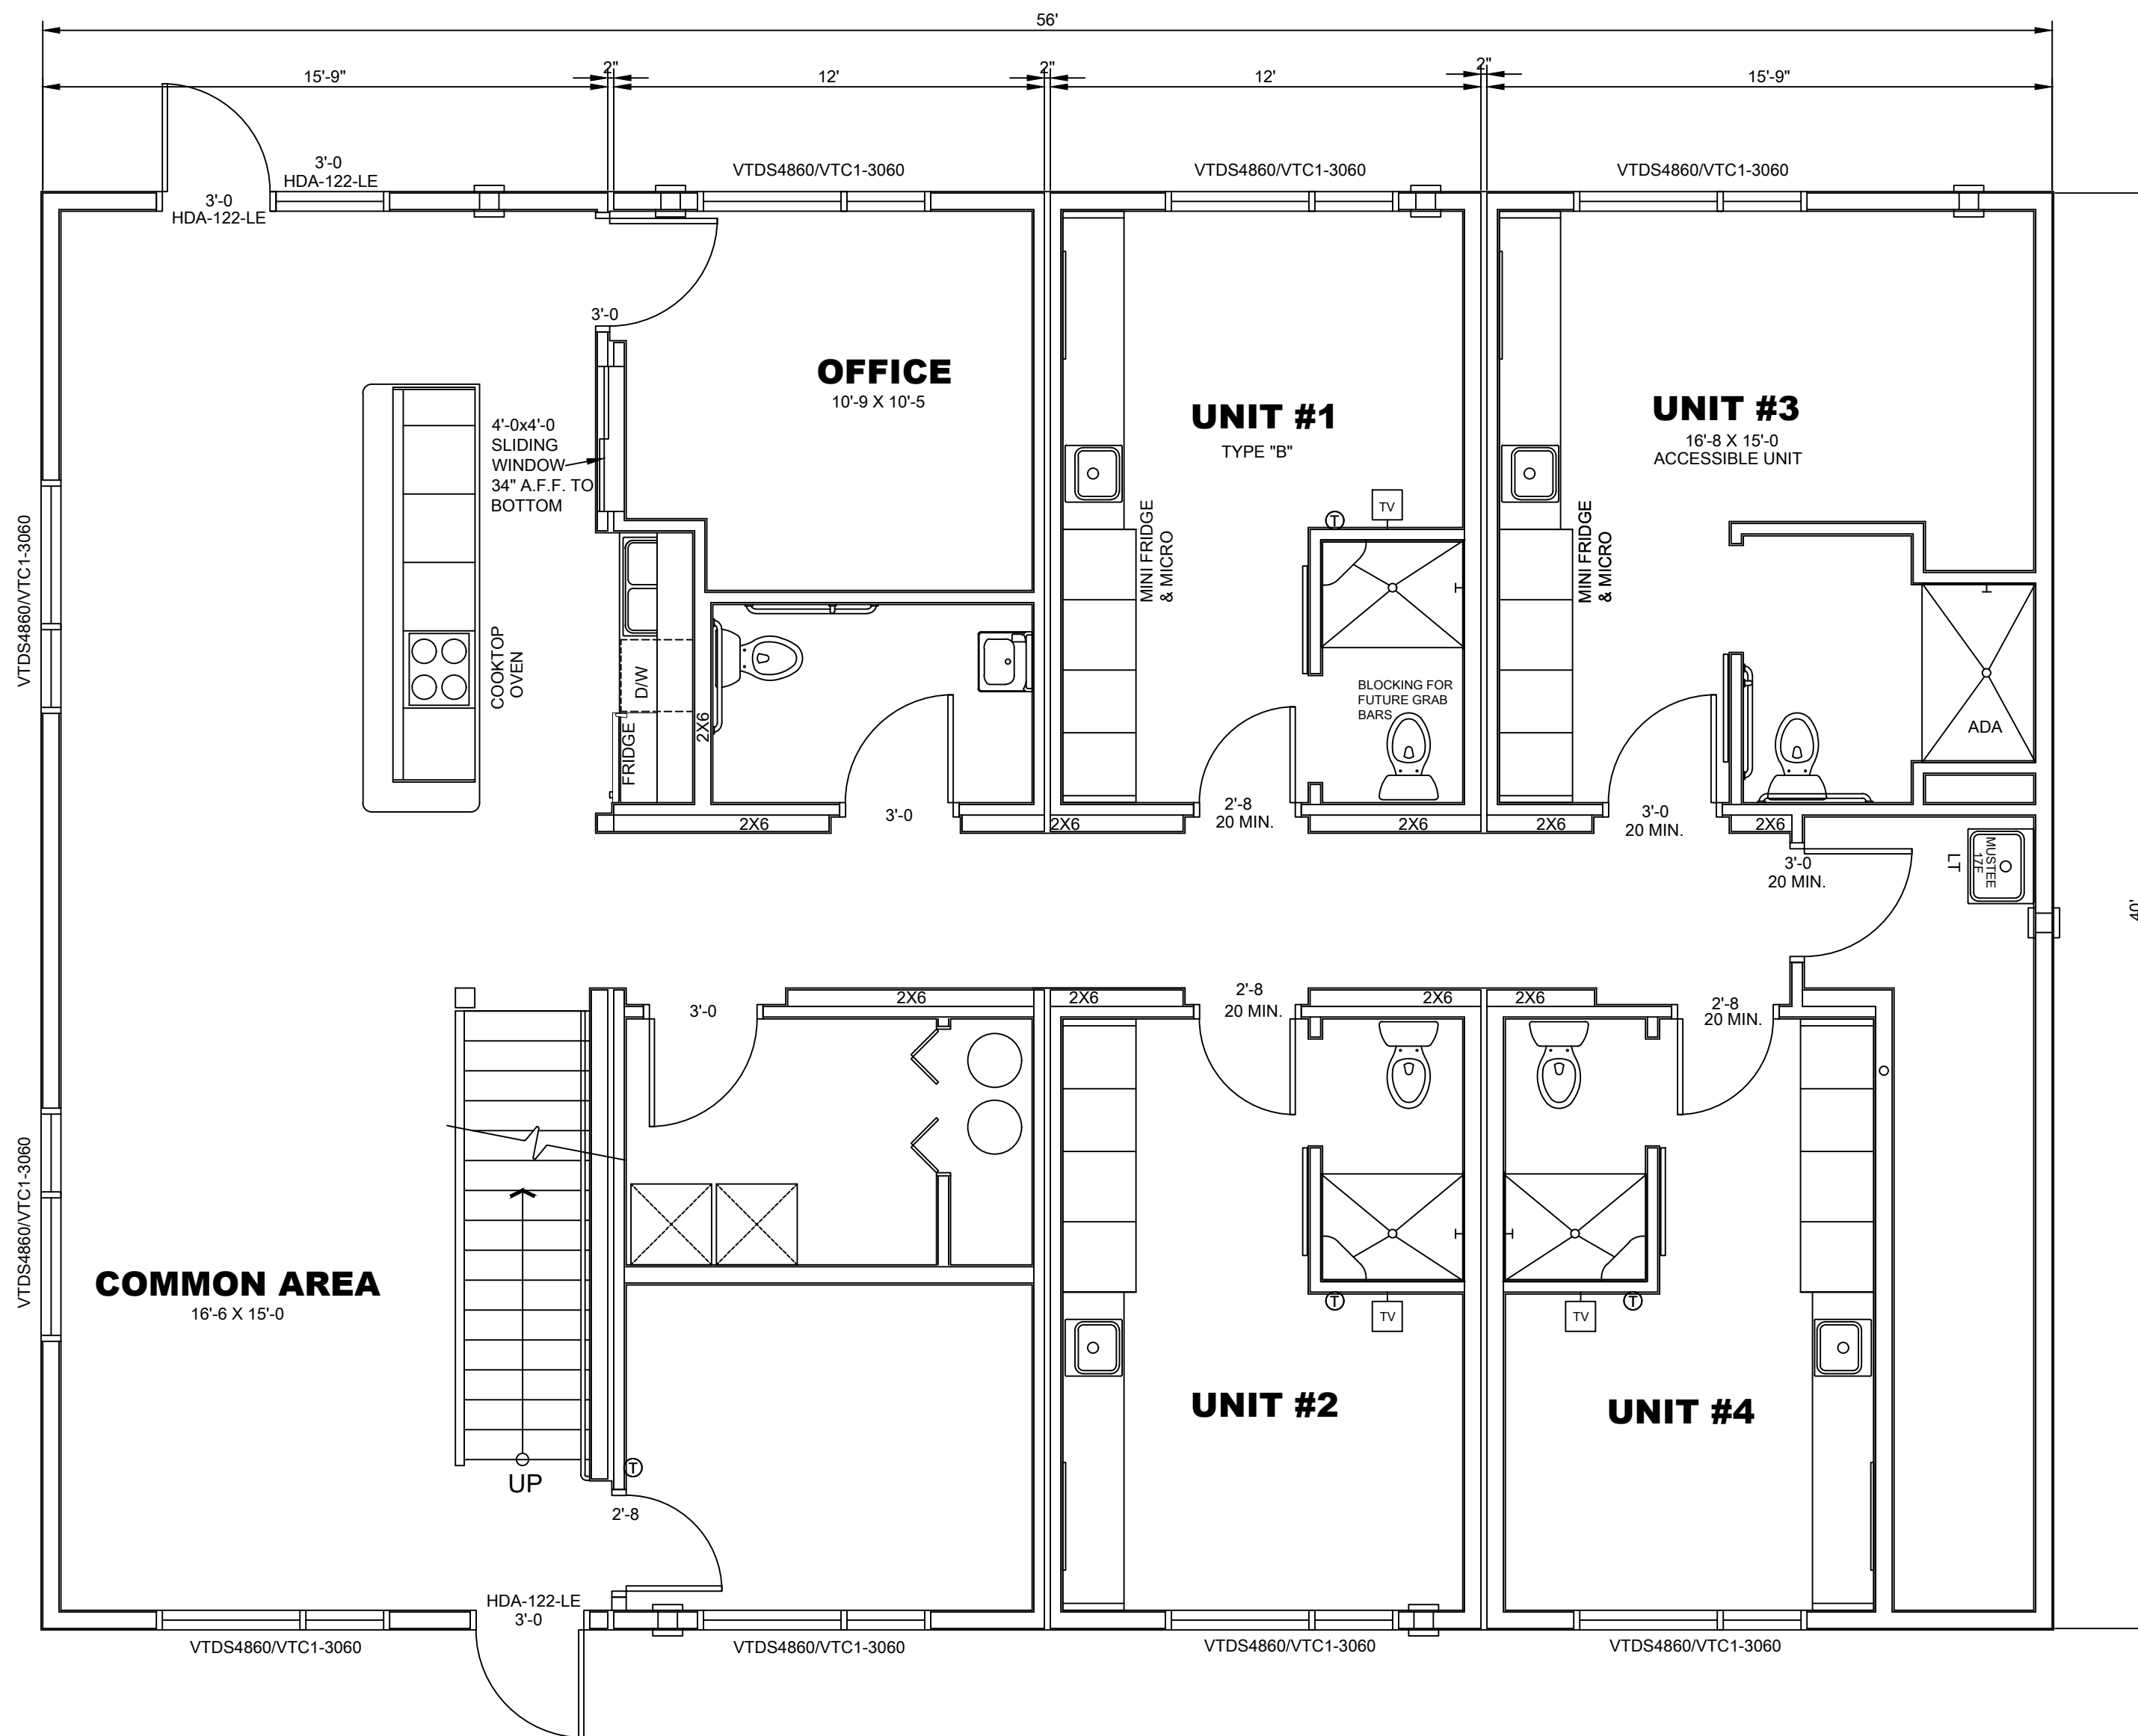 56'
15'-9"
2"
12'
2"
12'
2"
15'-9"
3'-0
HDA-122-LE
3'-0
HDA-122-LE
VTDS4860/VTC1-3060
VTDS4860/VTC1-3060
VTDS4860/VTC1-3060
3'-0
OFFICE
10'-9 X 10'-5
UNIT #1
TYPE "B"
UNIT #3
16'-8 X 15'-0
ACCESSIBLE UNIT
4'-0x4'-0
SLIDING
WINDOW
34" A.F.F. TO
BOTTOM
VTDS4860/VTC1-3060
COOKTOP
OVEN
D/W
FRIDGE
2X6
MINI FRIDGE
& MICRO
T
TV
BLOCKING FOR
FUTURE GRAB
BARS
MINI FRIDGE
& MICRO
ADA
2X6
3'-0
2X6
2'-8
20 MIN.
2X6
2X6
3'-0
20 MIN.
2X6
3'-0
20 MIN.
LT
MUSTEE
17F
40'
3'-0
2X6
2X6
2'-8
20 MIN.
2X6
2X6
2'-8
20 MIN.
VTDS4860/VTC1-3060
COMMON AREA
16'-6 X 15'-0
UP
T
2'-8
T
TV
TV
T
UNIT #2
UNIT #4
HDA-122-LE
3'-0
VTDS4860/VTC1-3060
VTDS4860/VTC1-3060
VTDS4860/VTC1-3060
VTDS4860/VTC1-3060